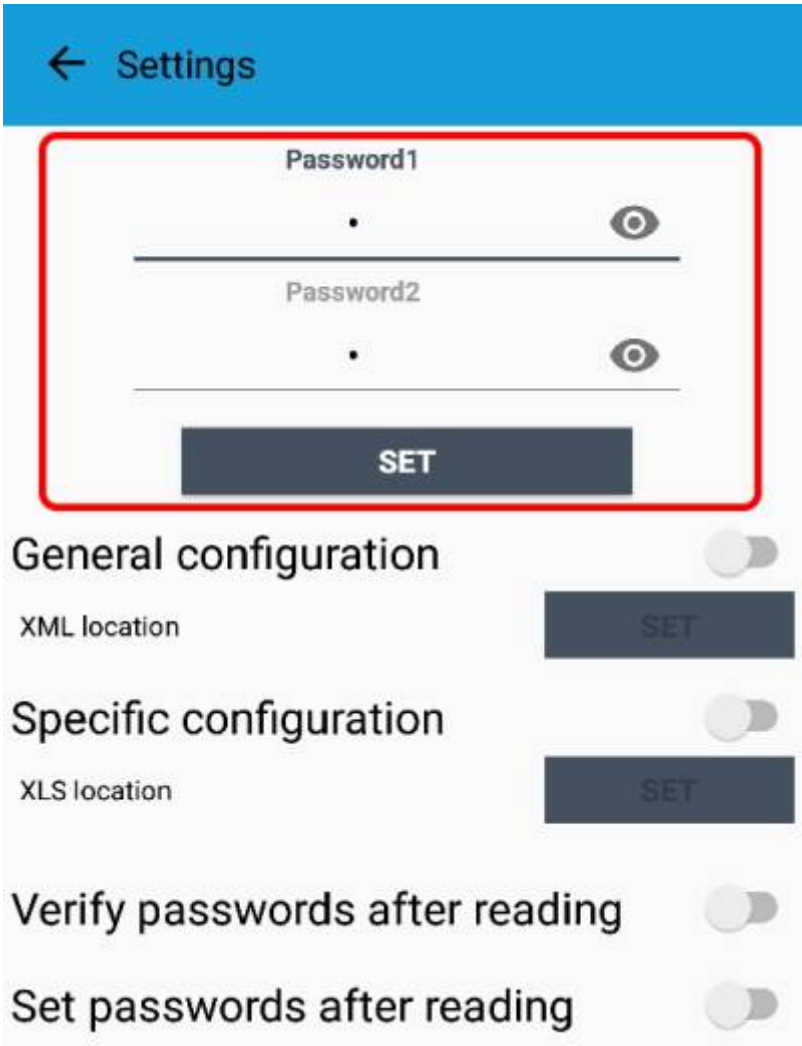 Settings
Password1
•
Password2
•
SET
General configuration
XML location
SET
Specific configuration
XLS location
SET
Verify passwords after reading
Set passwords after reading